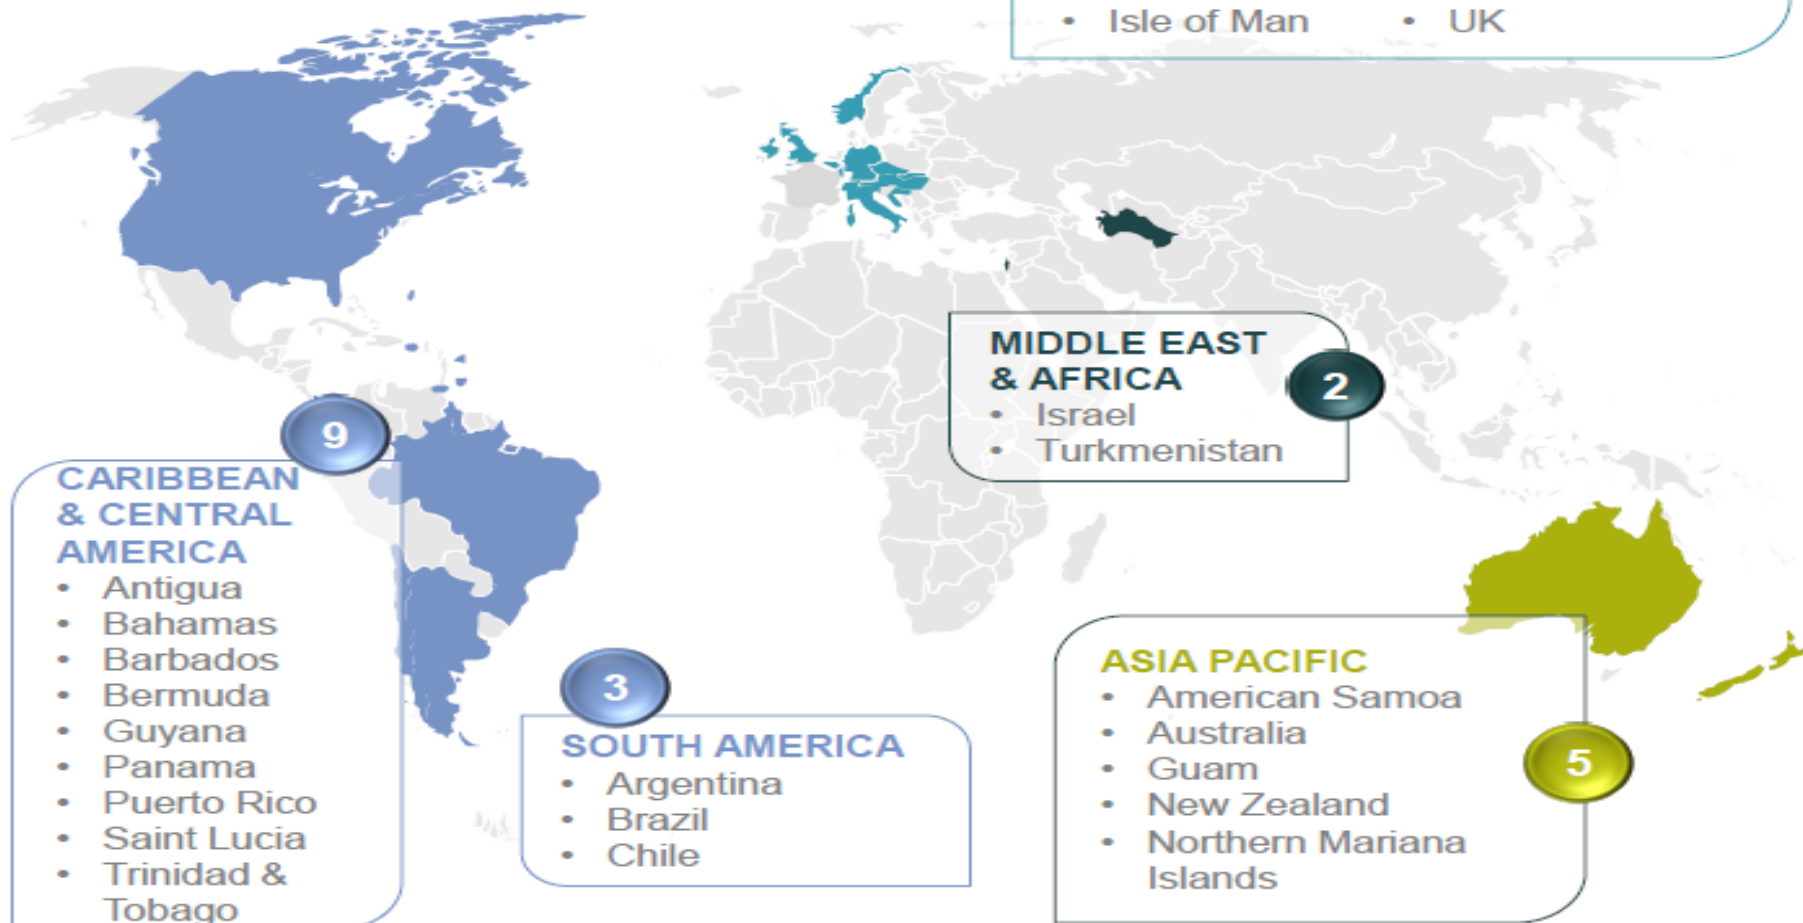 • Isle of Man • UK
MIDDLE EAST
& AFRICA
• Israel
• Turkmenistan
2
9
CARIBBEAN
& CENTRAL
AMERICA
• Antigua
• Bahamas
• Barbados
• Bermuda
• Guyana
• Panama
• Puerto Rico
• Saint Lucia
• Trinidad &
Tobago
3
SOUTH AMERICA
• Argentina
• Brazil
• Chile
ASIA PACIFIC
• American Samoa
• Australia
• Guam
• New Zealand
• Northern Mariana
Islands
5